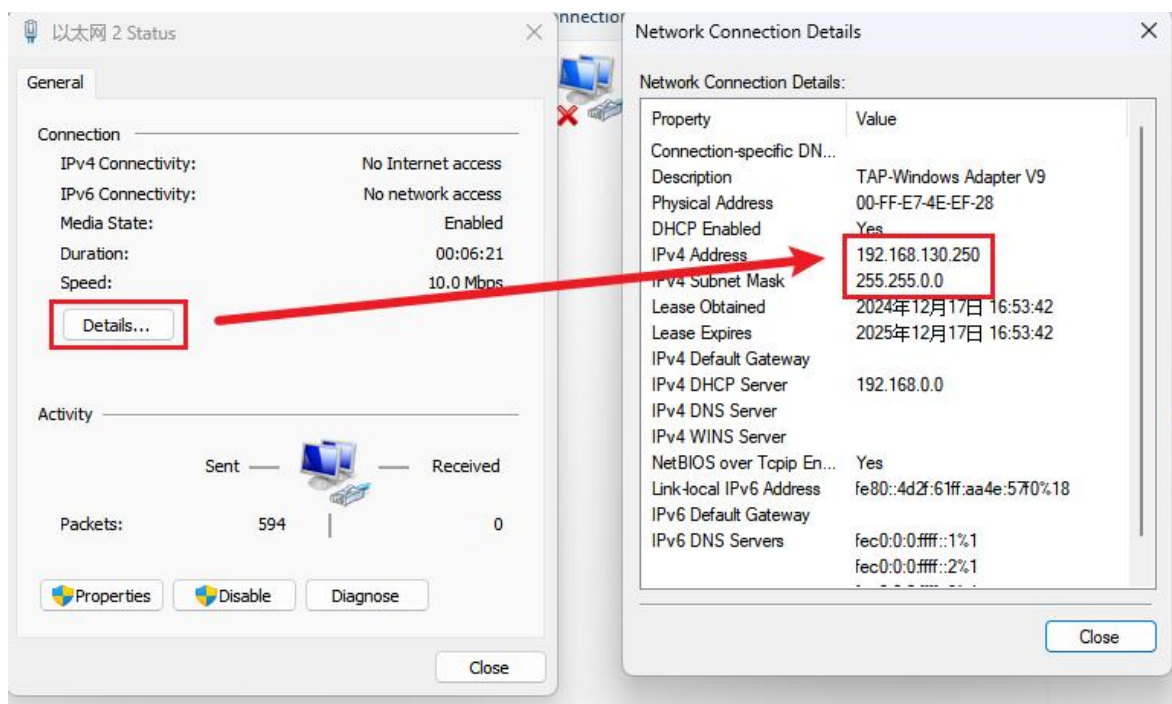 以太网 2 Status
General
Connection
IPv4 Connectivity: No Internet access
IPv6 Connectivity: No network access
Media State: Enabled
Duration: 00:06:21
Speed: 10.0 Mbps
Details...
Activity
Sent Received
Packets: 594 0
Properties Disable Diagnose
Close
Network Connection Details
Network Connection Details:
Property Value
Connection-specific DN...
Description TAP-Windows Adapter V9
Physical Address 00-FF-E7-4E-EF-28
DHCP Enabled Yes
IPv4 Address 192.168.130.250
IPv4 Subnet Mask 255.255.0.0
Lease Obtained 2024年12月17日 16:53:42
Lease Expires 2025年12月17日 16:53:42
IPv4 Default Gateway
IPv4 DHCP Server 192.168.0.0
IPv4 DNS Server
IPv4 WINS Server
NetBIOS over Tcpip En... Yes
Link-local IPv6 Address fe80::4d2f:61ff:aa4e:57f0%18
IPv6 Default Gateway
IPv6 DNS Servers fec0:0:0:ffff::1%1
fec0:0:0:ffff::2%1
Close